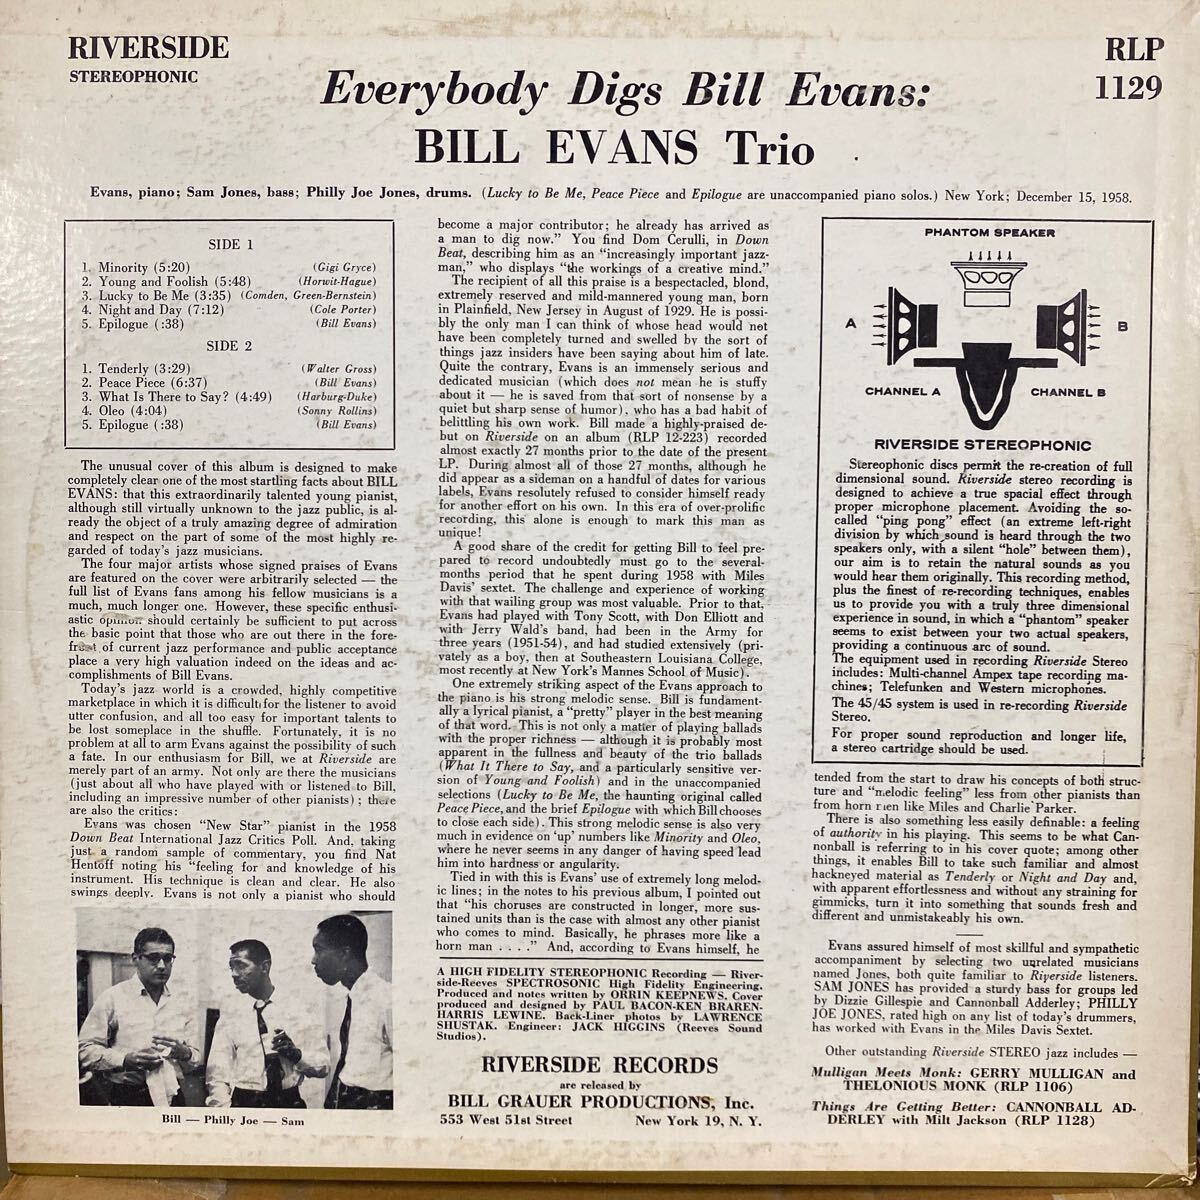 RIVERSIDE
STEREOPHONIC
RLP
1129
Everybody Digs Bill Evans:
BILL EVANS Trio
Evans, piano; Sam Jones, bass; Philly Joe Jones, drums. (Lucky to Be Me, Peace Piece and Epilogue are unaccompanied piano solos.) New York; December 15, 1958.
SIDE 1
1. Minority (5:20) (Gigi Gryce)
2. Young and Foolish (5:48) (Horwit-Hague)
3. Lucky to Be Me (3:35) (Comden, Green-Bernstein)
4. Night and Day (7:12) (Cole Porter)
5. Epilogue (:38) (Bill Evans)
SIDE 2
1. Tenderly (3:29) (Walter Gross)
2. Peace Piece (6:37) (Bill Evans)
3. What Is There to Say? (4:49) (Harburg-Duke)
4. Oleo (4:04) (Sonny Rollins)
5. Epilogue (:38) (Bill Evans)
The unusual cover of this album is designed to make
completely clear one of the most startling facts about BILL
EVANS: that this extraordinarily talented young pianist,
although still virtually unknown to the jazz public, is al-
ready the object of a truly amazing degree of admiration
and respect on the part of some of the most highly re-
garded of today's jazz musicians.
The four major artists whose signed praises of Evans
are featured on the cover were arbitrarily selected — the
full list of Evans fans among his fellow musicians is a
much, much longer one. However, these specific enthusi-
astic opinions should certainly be sufficient to put across
the basic point that those who are out there in the fore-
front of current jazz performance and public acceptance
place a very high valuation indeed on the ideas and ac-
complishments of Bill Evans.
Today's jazz world is a crowded, highly competitive
marketplace in which it is difficult for the listener to avoid
utter confusion, and all too easy for important talents to
be lost someplace in the shuffle. Fortunately, it is no
problem at all to arm Evans against the possibility of such
a fate. In our enthusiasm for Bill, we at Riverside are
merely part of an army. Not only are there the musicians
(just about all who have played with or listened to Bill,
including an impressive number of other pianists); there
are also the critics:
Evans was chosen "New Star" pianist in the 1958
Down Beat International Jazz Critics Poll. And, taking
just a random sample of commentary, you find Nat
Hentoff noting his "feeling for and knowledge of his
instrument. His technique is clean and clear. He also
swings deeply. Evans is not only a pianist who should
Bill — Philly Joe — Sam
become a major contributor; he already has arrived as
a man to dig now." You find Dom Cerulli, in Down
Beat, describing him as an "increasingly important jazz-
man," who displays "the workings of a creative mind."
The recipient of all this praise is a bespectacled, blond,
extremely reserved and mild-mannered young man, born
in Plainfield, New Jersey in August of 1929. He is possi-
bly the only man I can think of whose head would not
have been completely turned and swelled by the sort of
things jazz insiders have been saying about him of late.
Quite the contrary, Evans is an immensely serious and
dedicated musician (which does not mean he is stuffy
about it — he is saved from that sort of nonsense by a
quiet but sharp sense of humor), who has a bad habit of
belittling his own work. Bill made a highly-praised de-
but on Riverside on an album (RLP 12-223) recorded
almost exactly 27 months prior to the date of the present
LP. During almost all of those 27 months, although he
did appear as a sideman on a handful of dates for various
labels, Evans resolutely refused to consider himself ready
for another effort on his own. In this era of over-prolific
recording, this alone is enough to mark this man as
unique!
A good share of the credit for getting Bill to feel pre-
pared to record undoubtedly must go to the several-
months period that he spent during 1958 with Miles
Davis' sextet. The challenge and experience of working
with that wailing group was most valuable. Prior to that,
Evans had played with Tony Scott, with Don Elliott and
with Jerry Wald's band, had been in the Army for
three years (1951-54), and had studied extensively (pri-
vately as a boy, then at Southeastern Louisiana College,
most recently at New York's Mannes School of Music).
One extremely striking aspect of the Evans approach to
the piano is his strong melodic sense. Bill is fundament-
ally a lyrical pianist, a "pretty" player in the best meaning
of that word. This is not only a matter of playing ballads
with the proper richness — although it is probably most
apparent in the fullness and beauty of the trio ballads
(What It There to Say, and a particularly sensitive ver-
sion of Young and Foolish) and in the unaccompanied
selections (Lucky to Be Me, the haunting original called
Peace Piece, and the brief Epilogue with which Bill chooses
to close each side). This strong melodic sense is also very
much in evidence on 'up' numbers like Minority and Oleo,
where he never seems in any danger of having speed lead
him into hardness or angularity.
Tied in with this is Evans' use of extremely long melod-
ic lines; in the notes to his previous album, I pointed out
that "his choruses are constructed in longer, more sus-
tained units than is the case with almost any other pianist
who comes to mind. Basically, he phrases more like a
horn man . . . ." And, according to Evans himself, he
A HIGH FIDELITY STEREOPHONIC Recording — River-
side-Reeves SPECTROSONIC High Fidelity Engineering.
Produced and notes written by ORRIN KEEPNEWS. Cover
produced and designed by PAUL BACON-KEN BRAREN-
HARRIS LEWINE. Back-Liner photos by LAWRENCE
SHUSTAK. Engineer: JACK HIGGINS (Reeves Sound
Studios).
RIVERSIDE RECORDS
are released by
BILL GRAUER PRODUCTIONS, Inc.
553 West 51st Street New York 19, N. Y.
PHANTOM SPEAKER
A
B
CHANNEL A
CHANNEL B
RIVERSIDE STEREOPHONIC
Stereophonic discs permit the re-creation of full
dimensional sound. Riverside stereo recording is
designed to achieve a true spacial effect through
proper microphone placement. Avoiding the so-
called "ping pong" effect (an extreme left-right
division by which sound is heard through the two
speakers only, with a silent "hole" between them),
our aim is to retain the natural sounds as you
would hear them originally. This recording method,
plus the finest of re-recording techniques, enables
us to provide you with a truly three dimensional
experience in sound, in which a "phantom" speaker
seems to exist between your two actual speakers,
providing a continuous arc of sound.
The equipment used in recording Riverside Stereo
includes: Multi-channel Ampex tape recording ma-
chines; Telefunken and Western microphones.
The 45/45 system is used in re-recording Riverside
Stereo.
For proper sound reproduction and longer life,
a stereo cartridge should be used.
tended from the start to draw his concepts of both struc-
ture and "melodic feeling" less from other pianists than
from horn men like Miles and Charlie Parker.
There is also something less easily definable: a feeling
of authority in his playing. This seems to be what Can-
nonball is referring to in his cover quote; among other
things, it enables Bill to take such familiar and almost
hackneyed material as Tenderly or Night and Day and,
with apparent effortlessness and without any straining for
gimmicks, turn it into something that sounds fresh and
different and unmistakeably his own.
Evans assured himself of most skillful and sympathetic
accompaniment by selecting two unrelated musicians
named Jones, both quite familiar to Riverside listeners.
SAM JONES has provided a sturdy bass for groups led
by Dizzie Gillespie and Cannonball Adderley; PHILLY
JOE JONES, rated high on any list of today's drummers,
has worked with Evans in the Miles Davis Sextet.
Other outstanding Riverside STEREO jazz includes —
Mulligan Meets Monk: GERRY MULLIGAN and
THELONIOUS MONK (RLP 1106)
Things Are Getting Better: CANNONBALL AD-
DERLEY with Milt Jackson (RLP 1128)